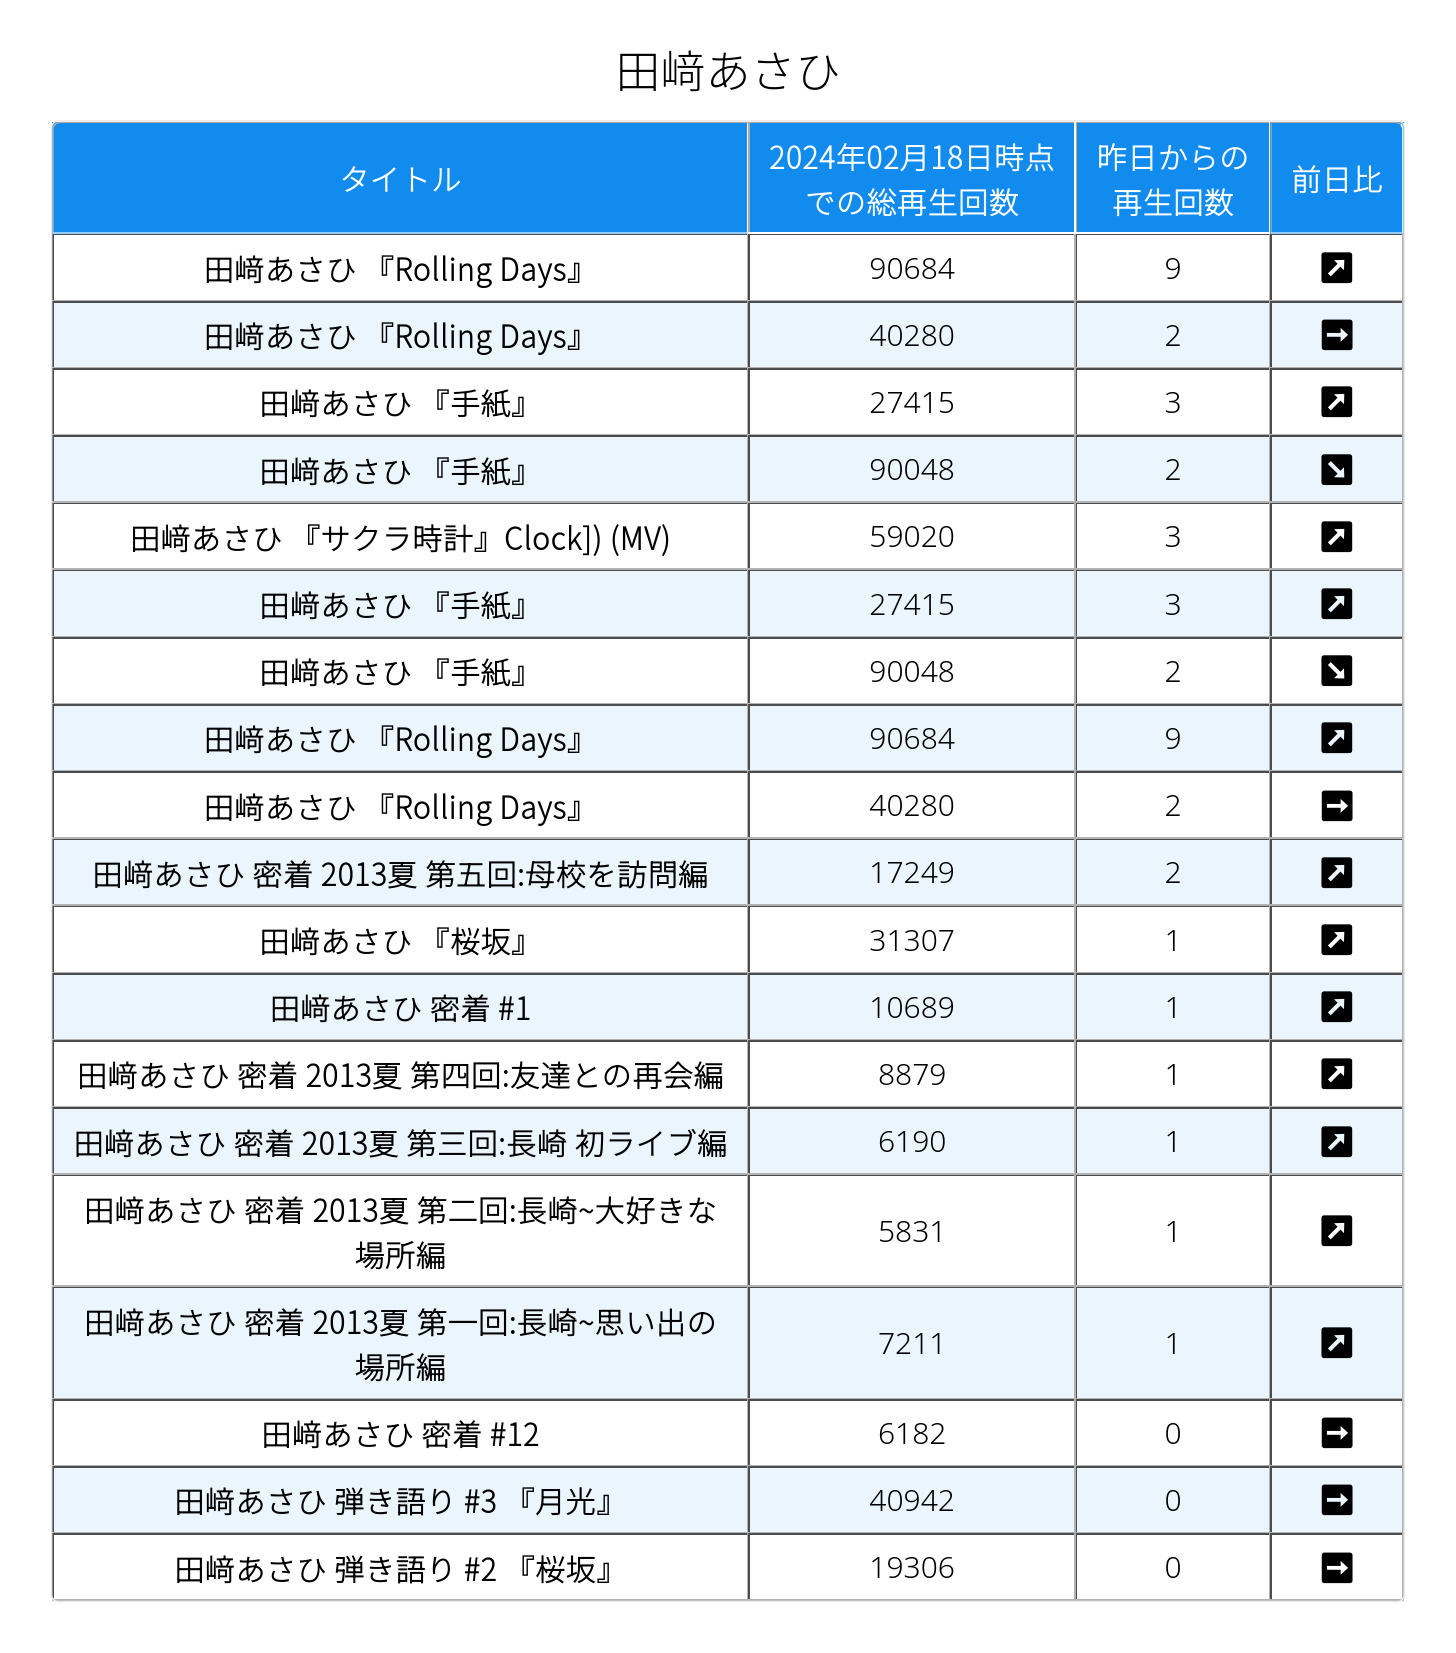 田﨑あさひ
タイトル
2024年02月18日時点
での総再生回数
昨日からの
再生回数
前日比
田﨑あさひ 『Rolling Days』 90684 9
田﨑あさひ 『Rolling Days』 40280 2
田﨑あさひ 『手紙』 27415 3
田﨑あさひ 『手紙』 90048 2
田﨑あさひ 『サクラ時計』Clock]) (MV) 59020 3
田﨑あさひ 『手紙』 27415 3
田﨑あさひ 『手紙』 90048 2
田﨑あさひ 『Rolling Days』 90684 9
田﨑あさひ 『Rolling Days』 40280 2
田﨑あさひ 密着 2013夏 第五回:母校を訪問編 17249 2
田﨑あさひ 『桜坂』 31307 1
田﨑あさひ 密着 #1 10689 1
田﨑あさひ 密着 2013夏 第四回:友達との再会編 8879 1
田﨑あさひ 密着 2013夏 第三回:長崎 初ライブ編 6190 1
田﨑あさひ 密着 2013夏 第二回:長崎~大好きな
場所編 5831 1
田﨑あさひ 密着 2013夏 第一回:長崎~思い出の
場所編 7211 1
田﨑あさひ 密着 #12 6182 0
田﨑あさひ 弾き語り #3 『月光』 40942 0
田﨑あさひ 弾き語り #2 『桜坂』 19306 0